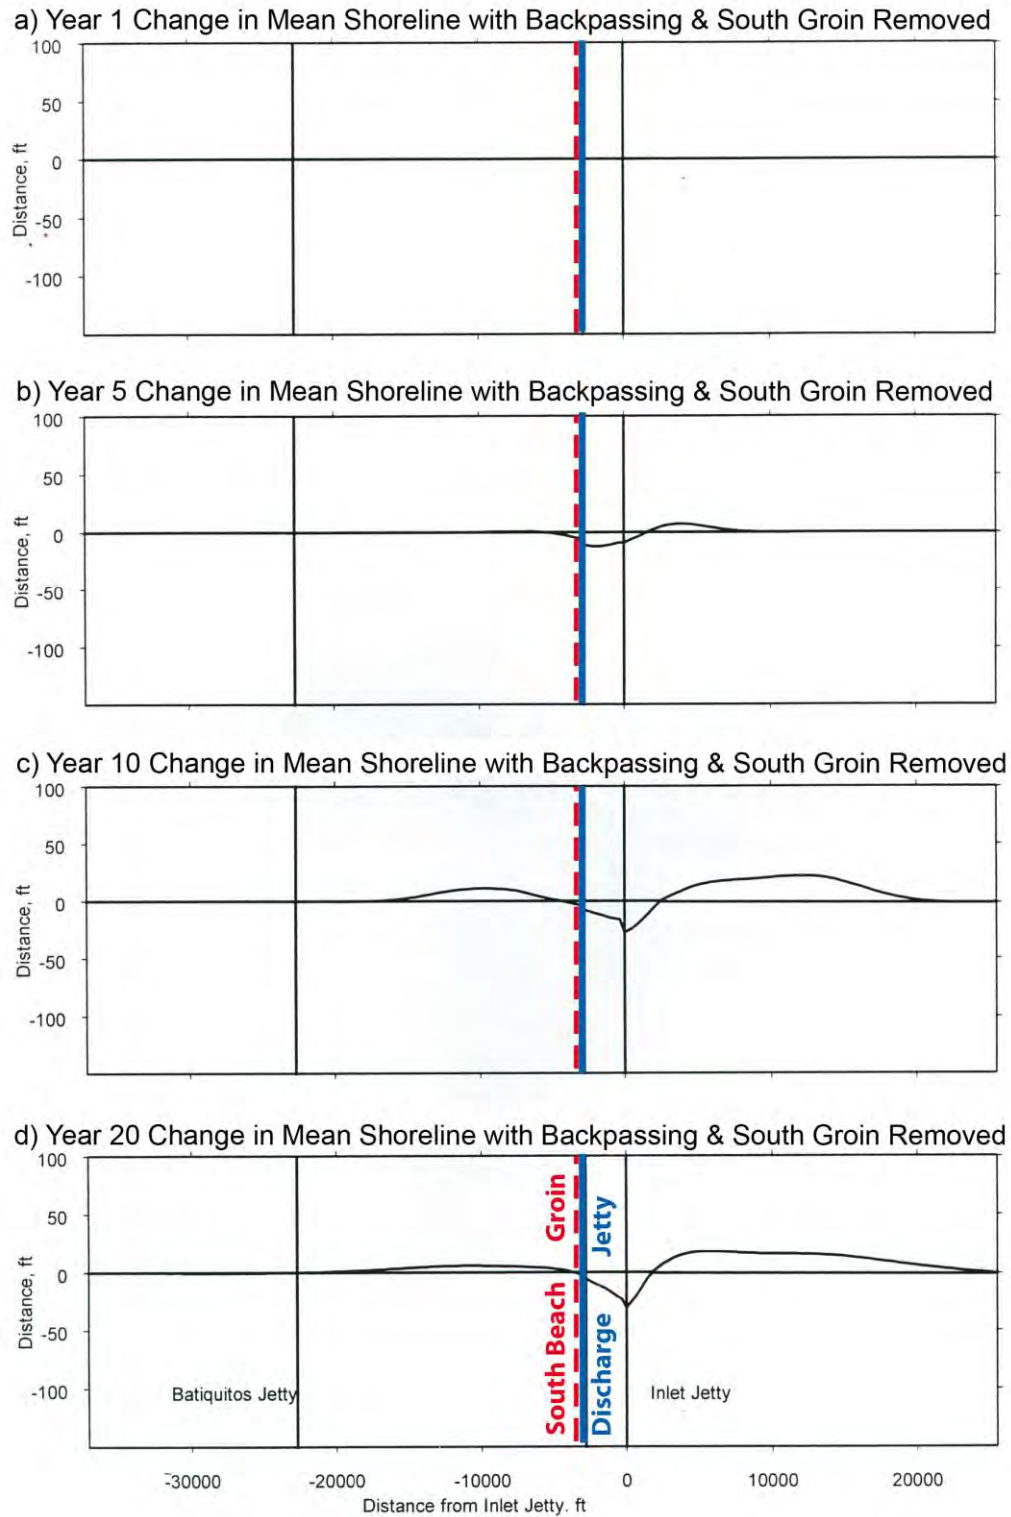 a) Year 1 Change in Mean Shoreline with Backpassing & South Groin Removed
100
50
0
-50
-100
Distance, ft
b) Year 5 Change in Mean Shoreline with Backpassing & South Groin Removed
100
50
0
-50
-100
Distance, ft
c) Year 10 Change in Mean Shoreline with Backpassing & South Groin Removed
100
50
0
-50
-100
Distance, ft
d) Year 20 Change in Mean Shoreline with Backpassing & South Groin Removed
100
50
0
-50
-100
Distance, ft
South Beach Groin
Discharge Jetty
Batiquitos Jetty
Inlet Jetty
-30000 -20000 -10000 0 10000 20000
Distance from Inlet Jetty. ft